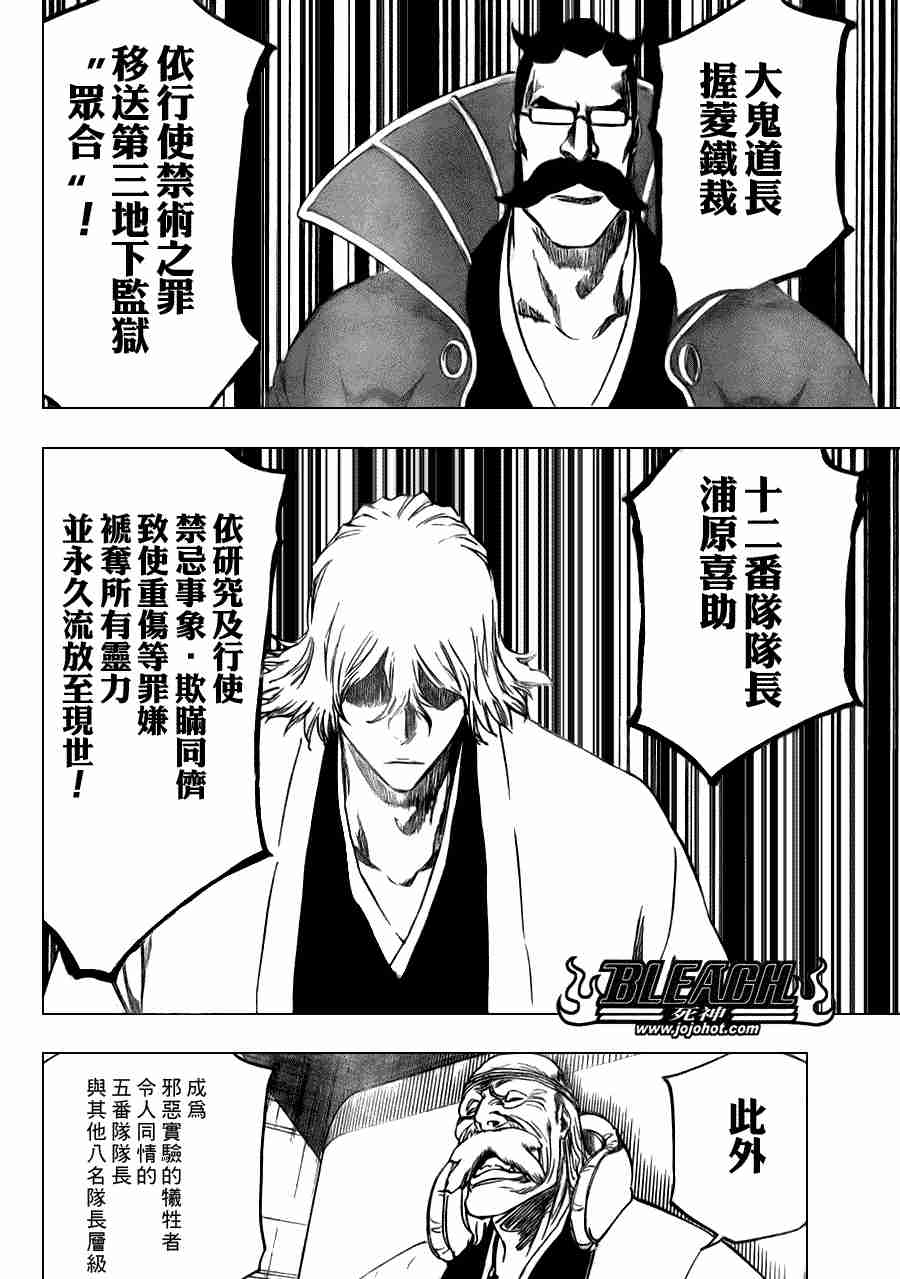 大鬼道長
握菱鐵裁
依行使禁術之罪
移送第三地下監獄
"眾合"！
十二番隊隊長
浦原喜助
依研究及行使
禁忌事象．欺瞞同儕
致使重傷等罪嫌
褫奪所有靈力
並永久流放至現世！
BLEACH
死神
www.jojohot.com
此外
成爲
邪惡實驗的犧牲者
令人同情的
五番隊隊長
與其他八名隊長層級